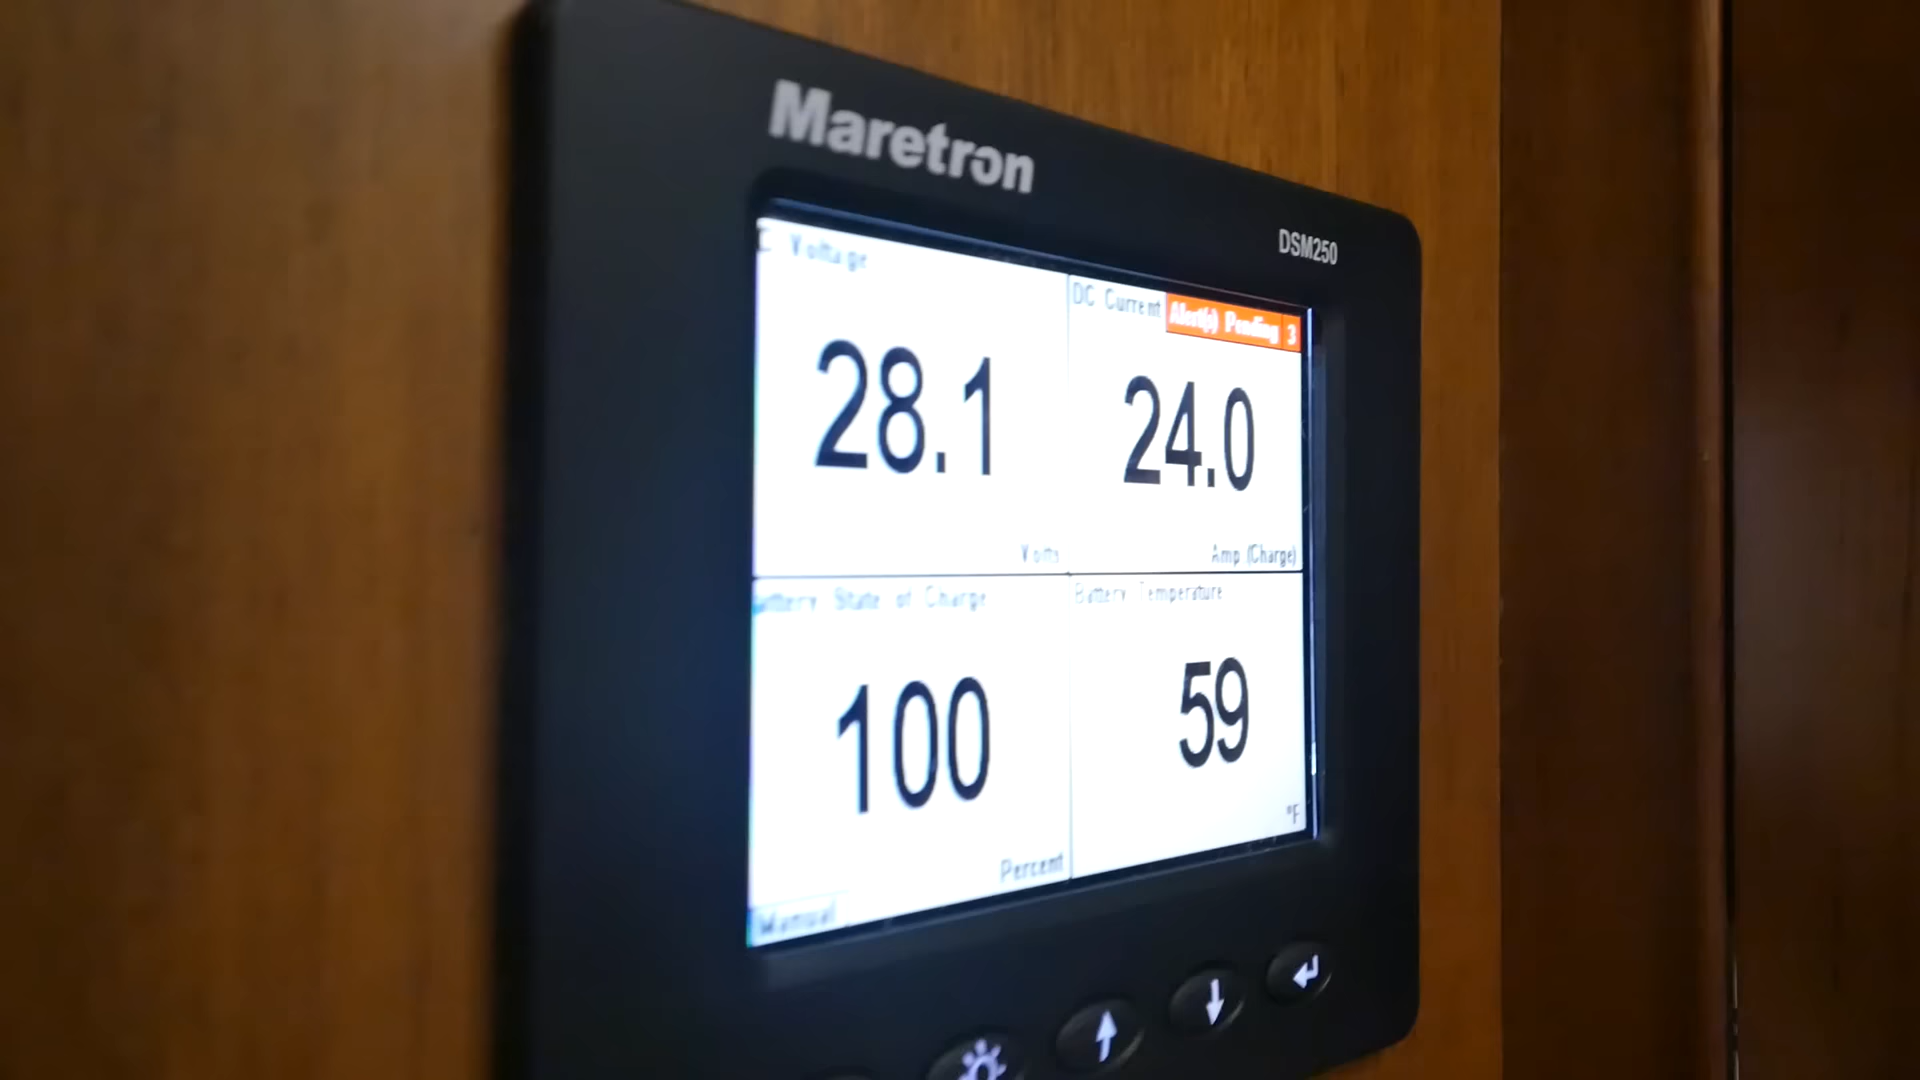 Maretron
DSM250
C Voltage
28.1
Volts
DC Current
Alert(s) Pending 3
24.0
Amp (Charge)
Battery State of Charge
100
Percent
Battery Temperature
59
°F
Manual